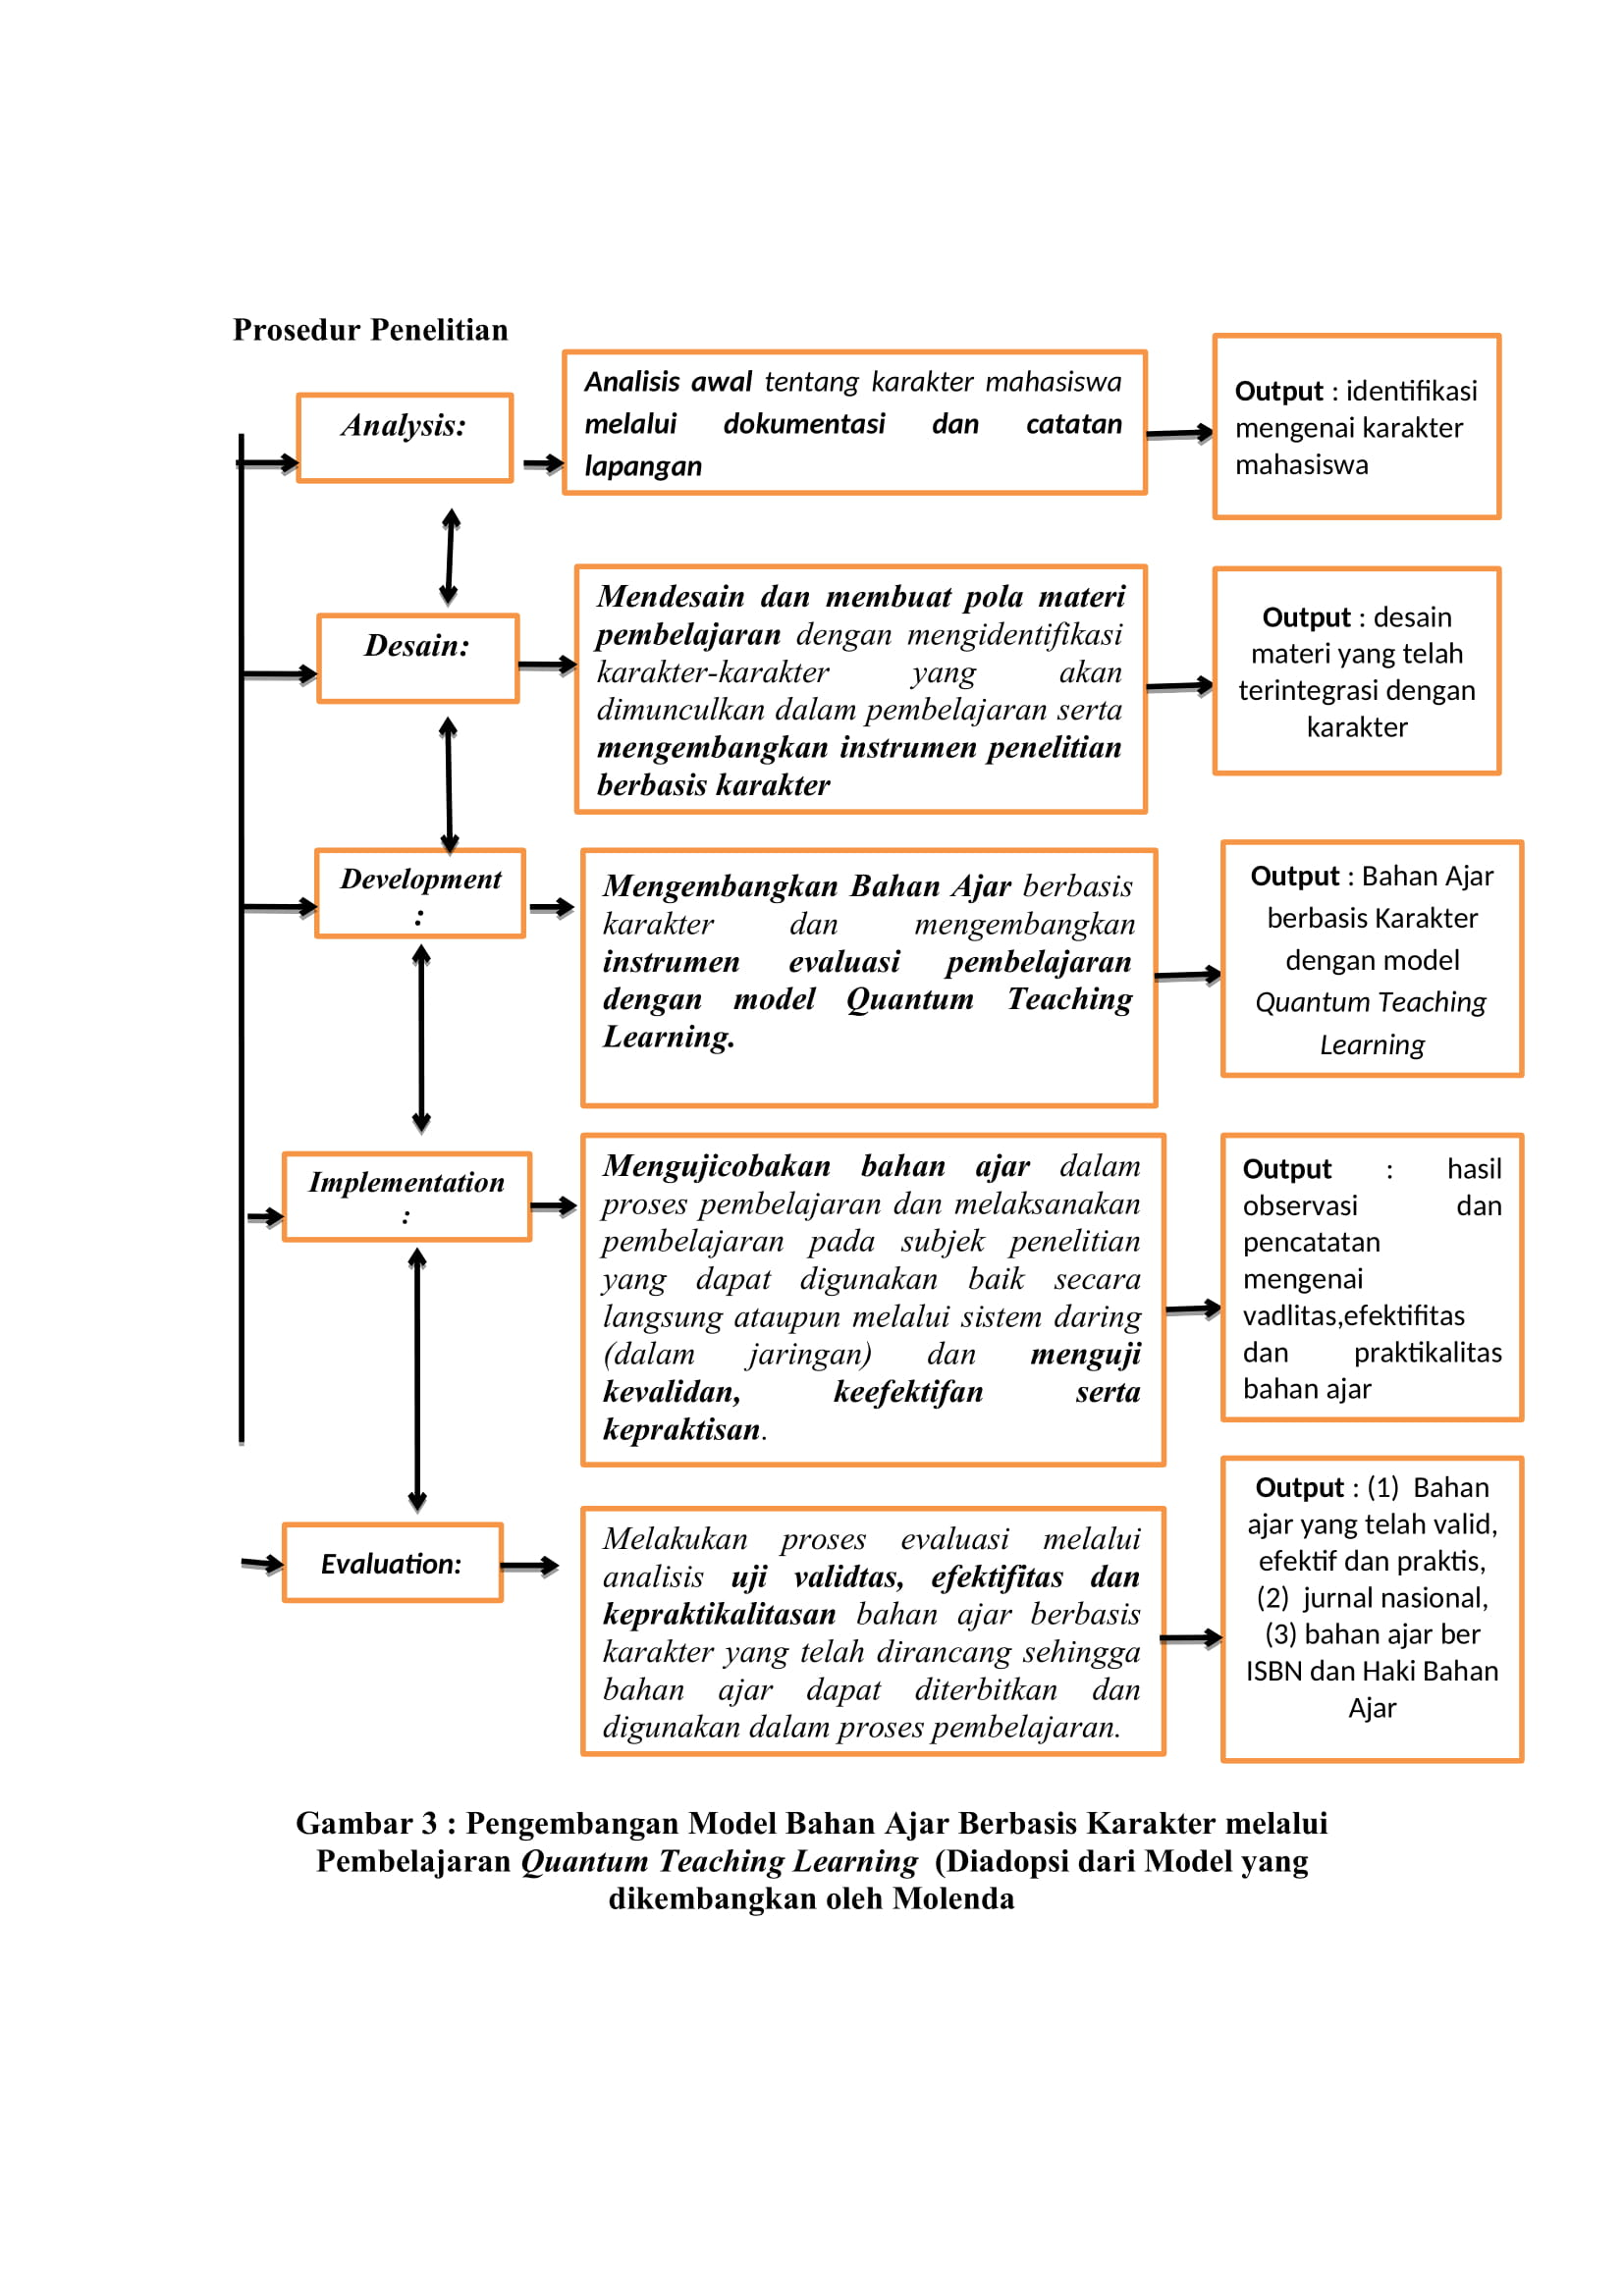 Prosedur Penelitian
Analysis:
Analisis awal tentang karakter mahasiswa
melalui dokumentasi dan catatan
lapangan
Output : identifikasi
mengenai karakter
mahasiswa
Desain:
Mendesain dan membuat pola materi
pembelajaran dengan mengidentifikasi
karakter-karakter yang akan
dimunculkan dalam pembelajaran serta
mengembangkan instrumen penelitian
berbasis karakter
Output : desain
materi yang telah
terintegrasi dengan
karakter
Development
:
Mengembangkan Bahan Ajar berbasis
karakter dan mengembangkan
instrumen evaluasi pembelajaran
dengan model Quantum Teaching
Learning.
Output : Bahan Ajar
berbasis Karakter
dengan model
Quantum Teaching
Learning
Implementation
:
Mengujicobakan bahan ajar dalam
proses pembelajaran dan melaksanakan
pembelajaran pada subjek penelitian
yang dapat digunakan baik secara
langsung ataupun melalui sistem daring
(dalam jaringan) dan menguji
kevalidan, keefektifan serta
kepraktisan.
Output : hasil
observasi dan
pencatatan
mengenai
vadlitas,efektifitas
dan praktikalitas
bahan ajar
Evaluation:
Melakukan proses evaluasi melalui
analisis uji validtas, efektifitas dan
kepraktikalitasan bahan ajar berbasis
karakter yang telah dirancang sehingga
bahan ajar dapat diterbitkan dan
digunakan dalam proses pembelajaran.
Output : (1) Bahan
ajar yang telah valid,
efektif dan praktis,
(2) jurnal nasional,
(3) bahan ajar ber
ISBN dan Haki Bahan
Ajar
Gambar 3 : Pengembangan Model Bahan Ajar Berbasis Karakter melalui
Pembelajaran Quantum Teaching Learning (Diadopsi dari Model yang
dikembangkan oleh Molenda